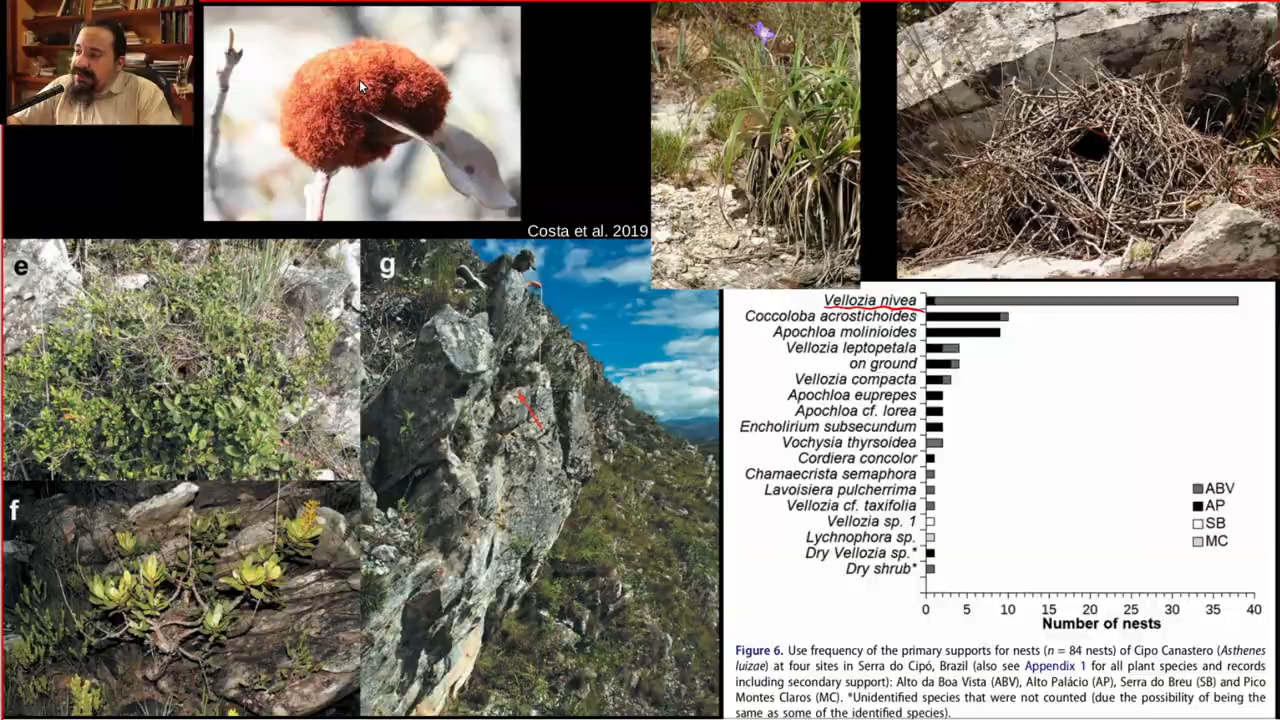 Costa et al. 2019
e
g
f
Vellozia nivea
Coccoloba acrostichoides
Apochloa molinioides
Vellozia leptopetala
on ground
Vellozia compacta
Apochloa euprepes
Apochloa cf. lorea
Encholirium subsecundum
Vochysia thyrsoidea
Cordiera concolor
Chamaecrista semaphora
Lavoisiera pulcherrima
Vellozia cf. taxifolia
Vellozia sp. 1
Lychnophora sp.
Dry Vellozia sp.*
Dry shrub*
ABV
AP
SB
MC
0 5 10 15 20 25 30 35 40
Number of nests
Figure 6. Use frequency of the primary supports for nests (n = 84 nests) of Cipo Canastero (Asthenes
luizae) at four sites in Serra do Cipó, Brazil (also see Appendix 1 for all plant species and records
including secondary support): Alto da Boa Vista (ABV), Alto Palácio (AP), Serra do Breu (SB) and Pico
Montes Claros (MC). *Unidentified species that were not counted (due the possibility of being the
same as some of the identified species).